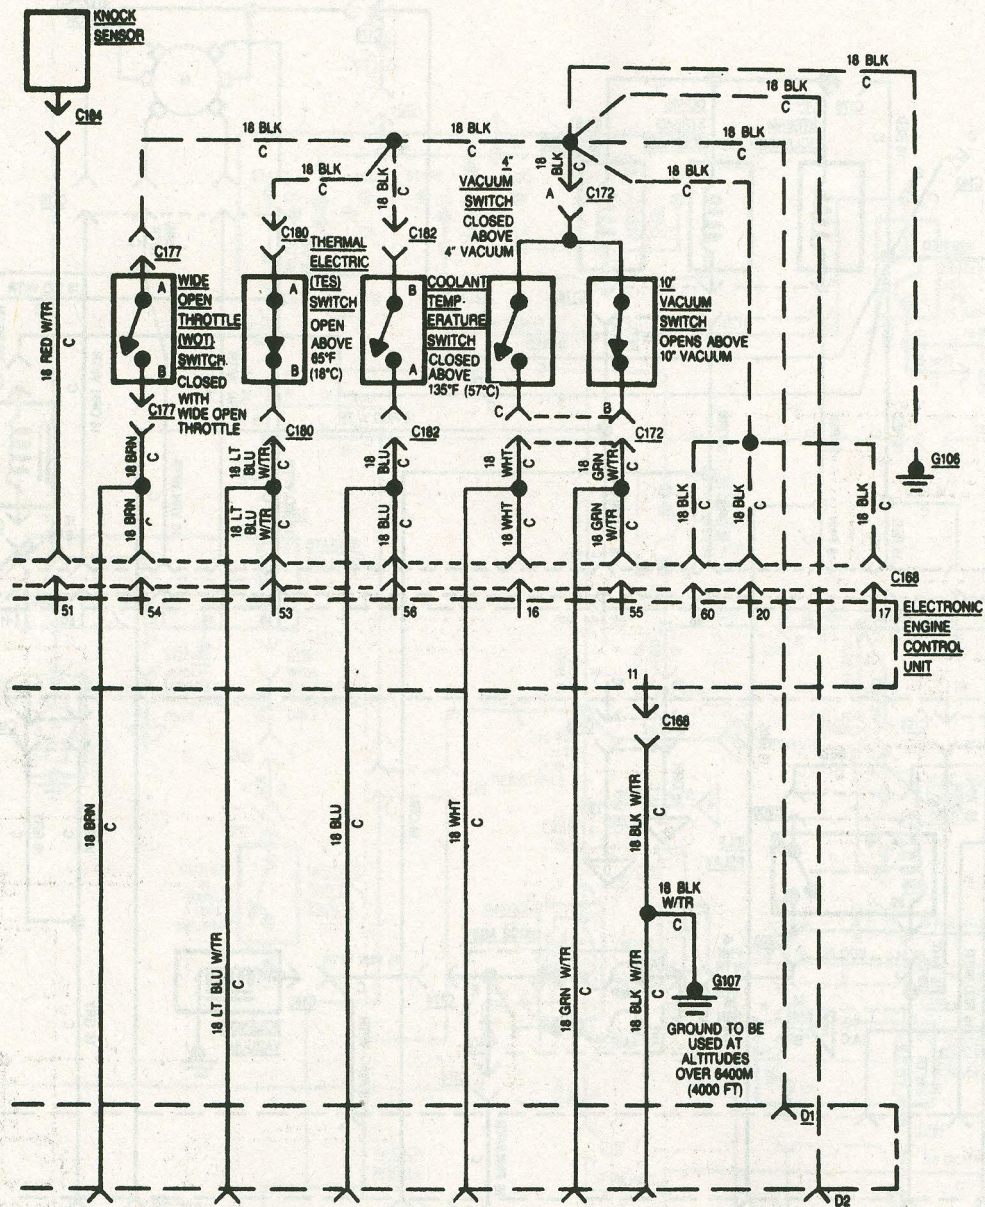 KNOCK
SENSOR
C184
18 RED W/TR
C
18 BLK
C
18 BLK
C
18 BLK
C
18 BLK
C
18 BLK
C
18 BLK
C
18 BLK
C
18 BLK
C
18 BLK
C
18 BLK
C
4"
VACUUM
SWITCH
CLOSED
ABOVE
4" VACUUM
A
C172
C177
C180
C182
A
B
WIDE
OPEN
THROTTLE
(WOT)
SWITCH
CLOSED
WITH
WIDE OPEN
THROTTLE
A
B
THERMAL
ELECTRIC
(TES)
SWITCH
OPEN
ABOVE
65°F
(18°C)
B
A
COOLANT
TEMP-
ERATURE
SWITCH
CLOSED
ABOVE
135°F (57°C)
10"
VACUUM
SWITCH
OPENS ABOVE
10" VACUUM
C177
C180
C182
C
B
C172
G106
18 BRN
C
18 BRN
C
18 LT
BLU
W/TR
C
18 LT
BLU
W/TR
C
18
BLU
C
18 BLU
C
18
WHT
C
18 WHT
C
18
GRN
W/TR
C
18 GRN
W/TR
C
18 BLK
C
18 BLK
C
18 BLK
C
C168
51
54
53
56
16
55
60
20
17
ELECTRONIC
ENGINE
CONTROL
UNIT
11
C168
18 BRN
C
18 LT BLU W/TR
C
18 BLU
C
18 WHT
C
18 GRN W/TR
C
18 BLK W/TR
C
18 BLK
W/TR
C
18 BLK W/TR
C
G107
GROUND TO BE
USED AT
ALTITUDES
OVER 6400M
(4000 FT)
D1
D2